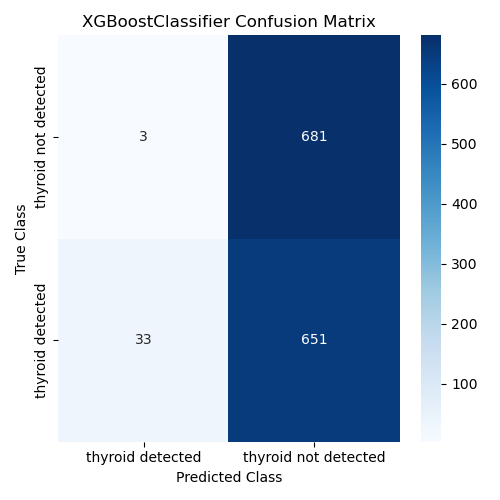 XGBoostClassifier Confusion Matrix
True Class
thyroid not detected
3
681
thyroid detected
33
651
thyroid detected
thyroid not detected
Predicted Class
600
500
400
300
200
100